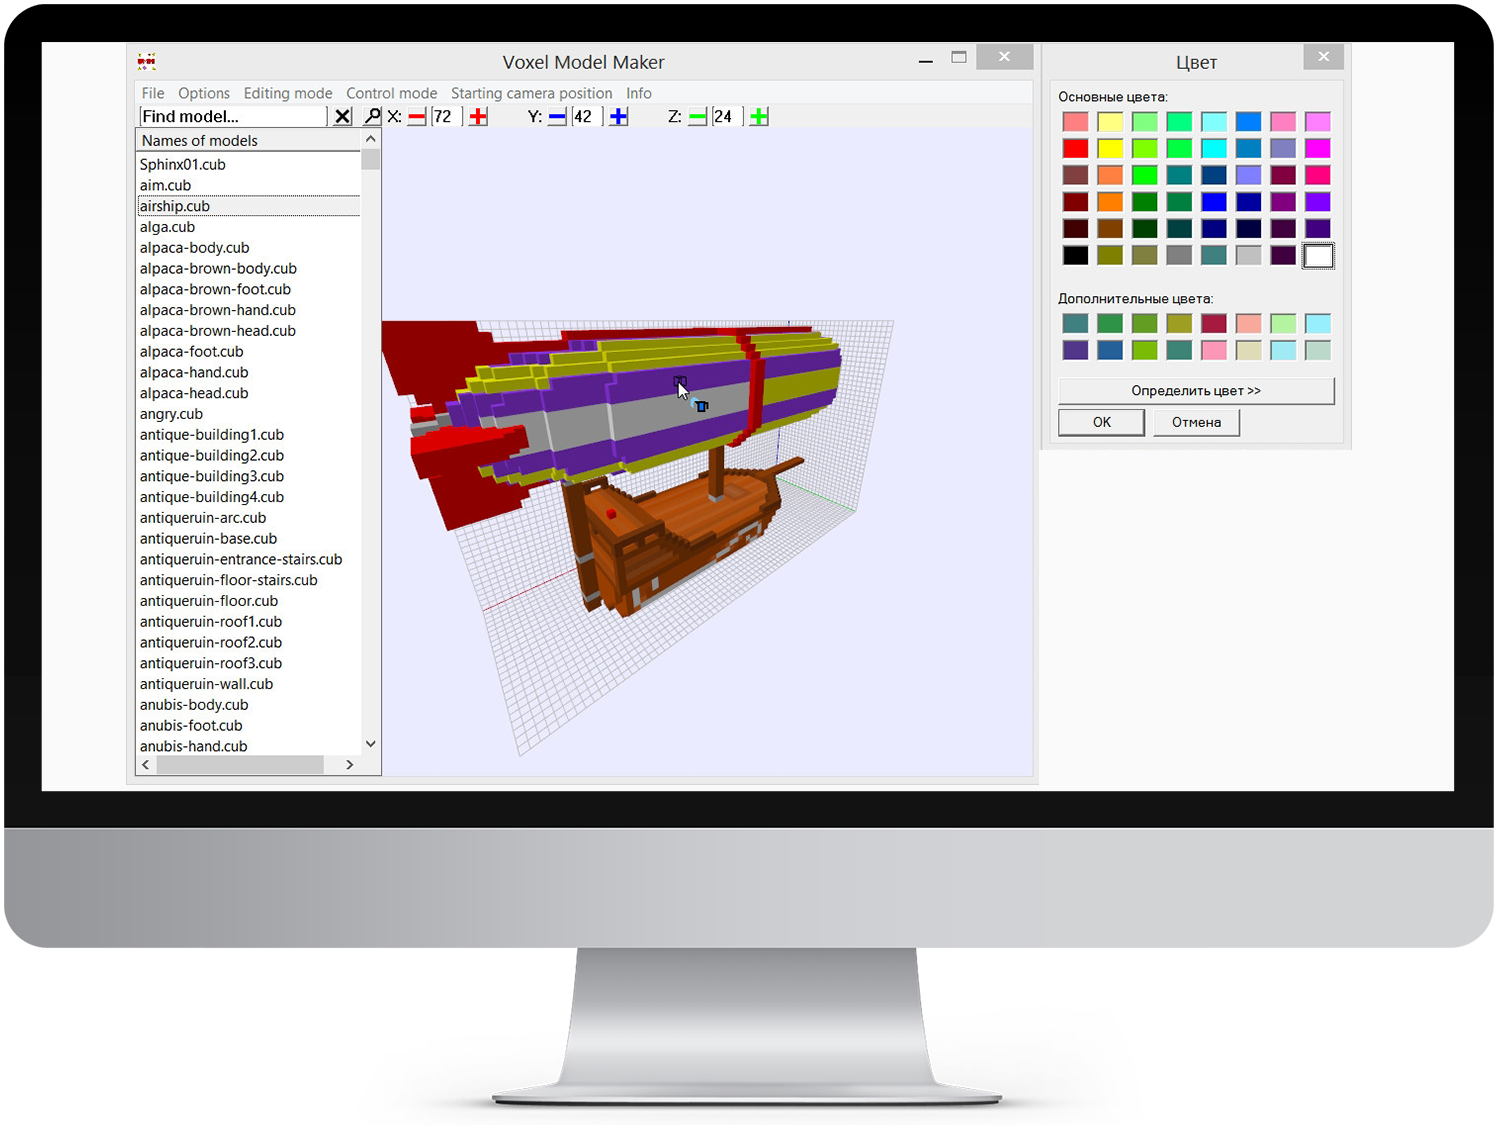 Voxel Model Maker
File Options Editing mode Control mode Starting camera position Info
Find model... X: 72 Y: 42 Z: 24
Names of models
Sphinx01.cub
aim.cub
airship.cub
alga.cub
alpaca-body.cub
alpaca-brown-body.cub
alpaca-brown-foot.cub
alpaca-brown-hand.cub
alpaca-brown-head.cub
alpaca-foot.cub
alpaca-hand.cub
alpaca-head.cub
angry.cub
antique-building1.cub
antique-building2.cub
antique-building3.cub
antique-building4.cub
antiqueruin-arc.cub
antiqueruin-base.cub
antiqueruin-entrance-stairs.cub
antiqueruin-floor-stairs.cub
antiqueruin-floor.cub
antiqueruin-roof1.cub
antiqueruin-roof2.cub
antiqueruin-roof3.cub
antiqueruin-wall.cub
anubis-body.cub
anubis-foot.cub
anubis-hand.cub
Цвет
Основные цвета:
Дополнительные цвета:
Определить цвет >>
OK Отмена